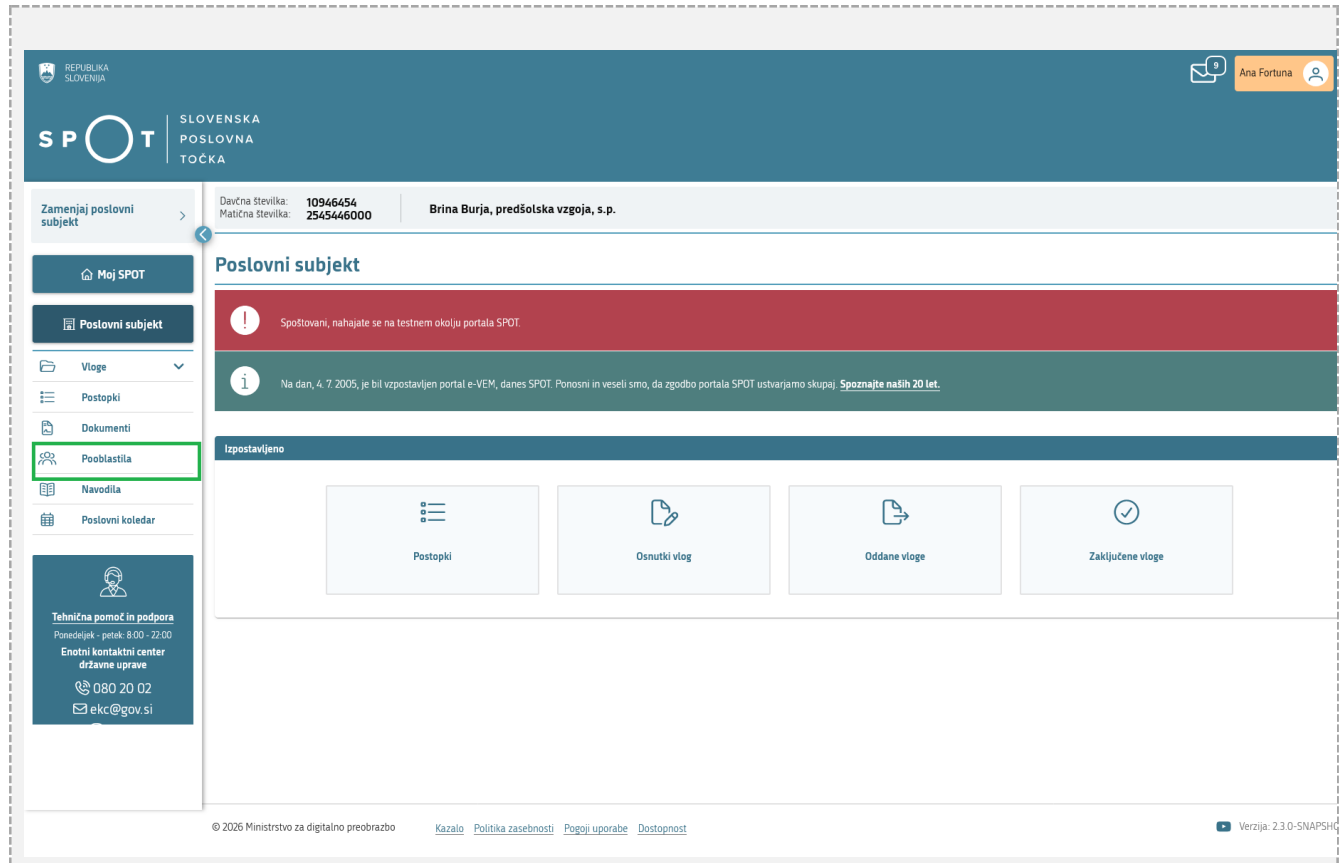 REPUBLIKA
SLOVENIJA
9
Ana Fortuna
SPOT
SLOVENSKA
POSLOVNA
TOČKA
Zamenjaj poslovni
subjekt
Davčna številka: 10946454
Matična številka: 2545446000
Brina Burja, predšolska vzgoja, s.p.
Moj SPOT
Poslovni subjekt
Vloge
Postopki
Dokumenti
Pooblastila
Navodila
Poslovni koledar
Tehnična pomoč in podpora
Ponedeljek - petek: 8:00 - 22:00
Enotni kontaktni center
državne uprave
080 20 02
ekc@gov.si
Poslovni subjekt
Spoštovani, nahajate se na testnem okolju portala SPOT.
Na dan, 4. 7. 2005, je bil vzpostavljen portal e-VEM, danes SPOT. Ponosni in veseli smo, da zgodbo portala SPOT ustvarjamo skupaj. Spoznajte naših 20 let.
Izpostavljeno
Postopki
Osnutki vlog
Oddane vloge
Zaključene vloge
© 2026 Ministrstvo za digitalno preobrazbo
Kazalo Politika zasebnosti Pogoji uporabe Dostopnost
Verzija: 2.3.0-SNAPSHO